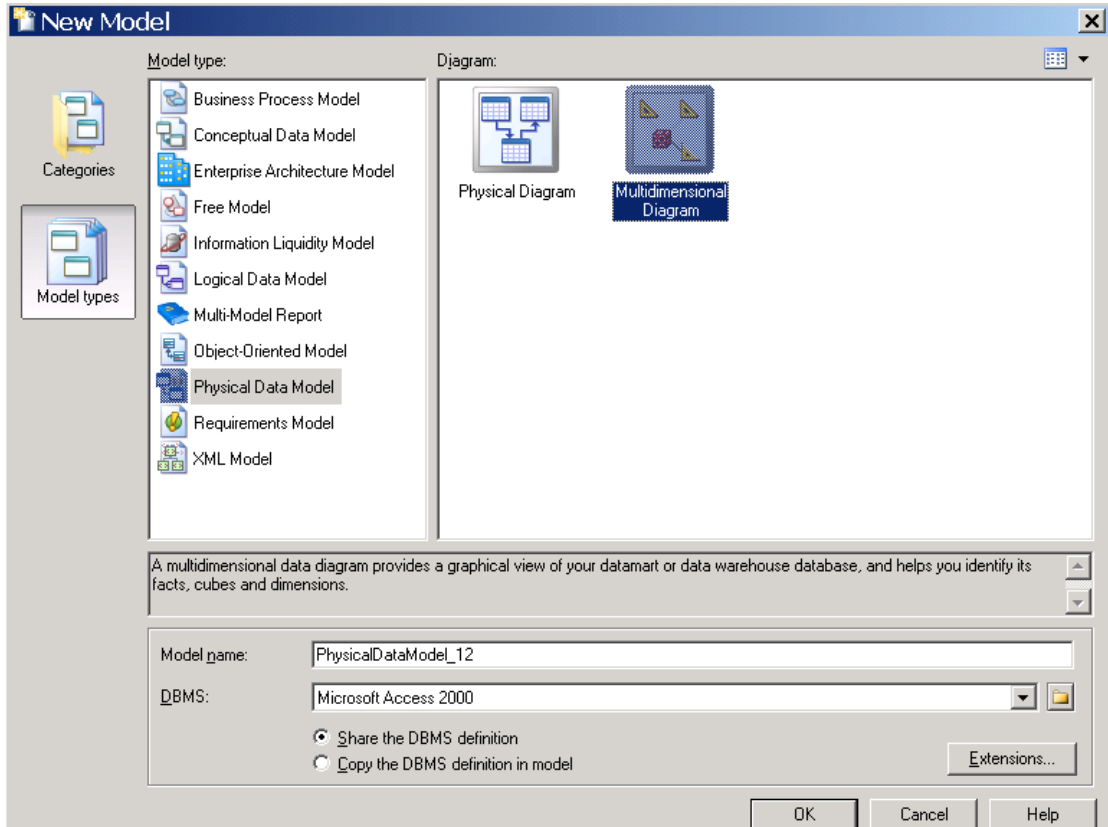 New Model
Model type:
Diagram:
Categories
Model types
Business Process Model
Conceptual Data Model
Enterprise Architecture Model
Free Model
Information Liquidity Model
Logical Data Model
Multi-Model Report
Object-Oriented Model
Physical Data Model
Requirements Model
XML Model
Physical Diagram
Multidimensional
Diagram
A multidimensional data diagram provides a graphical view of your datamart or data warehouse database, and helps you identify its
facts, cubes and dimensions.
Model name:
PhysicalDataModel_12
DBMS:
Microsoft Access 2000
Share the DBMS definition
Copy the DBMS definition in model
Extensions...
OK
Cancel
Help